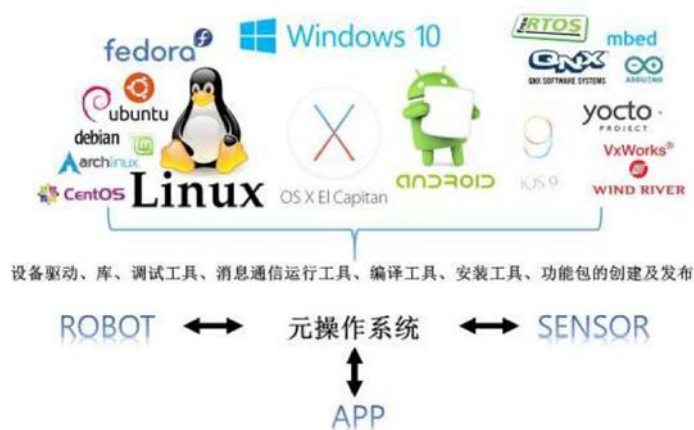 fedora
Windows 10
FreeRTOS
mbed
QNX
QNX SOFTWARE SYSTEMS
ARDUINO
ubuntu
debian
archlinux
CentOS
Linux
OS X El Capitan
ANDROID
9
iOS 9
yocto
PROJECT
VxWorks®
WIND RIVER
设备驱动、库、调试工具、消息通信运行工具、编译工具、安装工具、功能包的创建及发布
ROBOT
元操作系统
SENSOR
APP